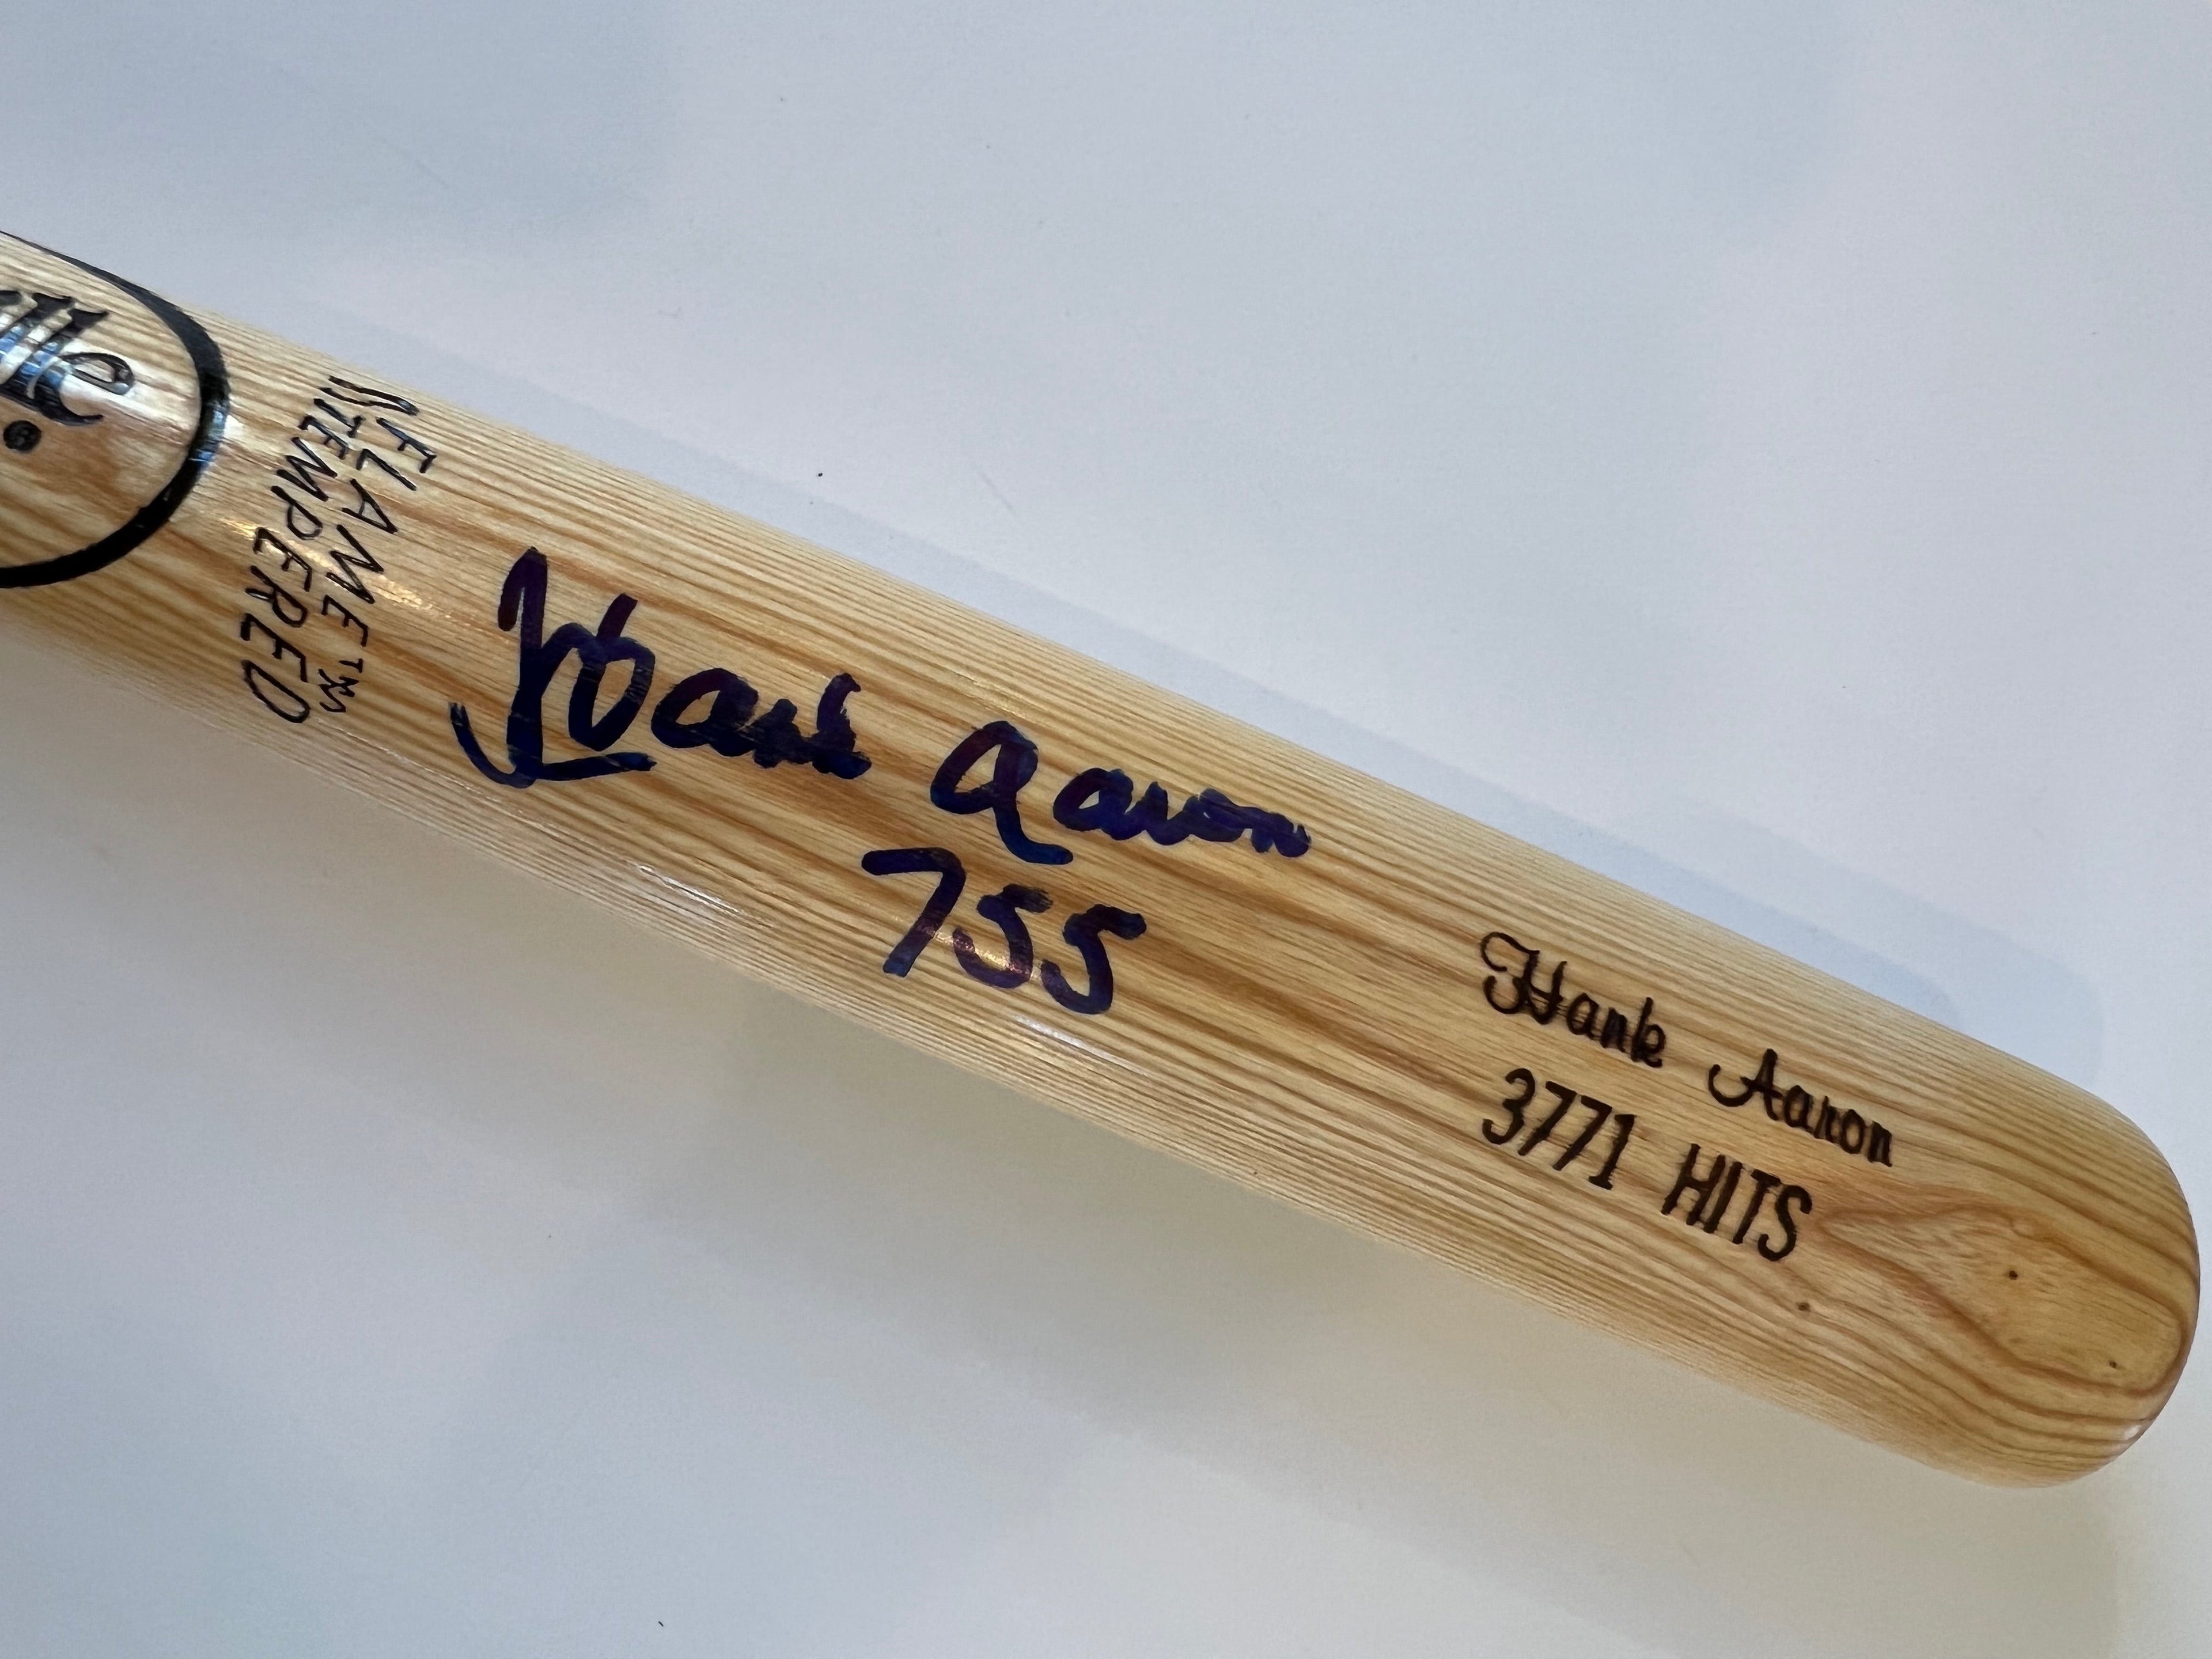 FLAME™
TEMPERED
Hank Aaron
755
Hank Aaron
3771 HITS